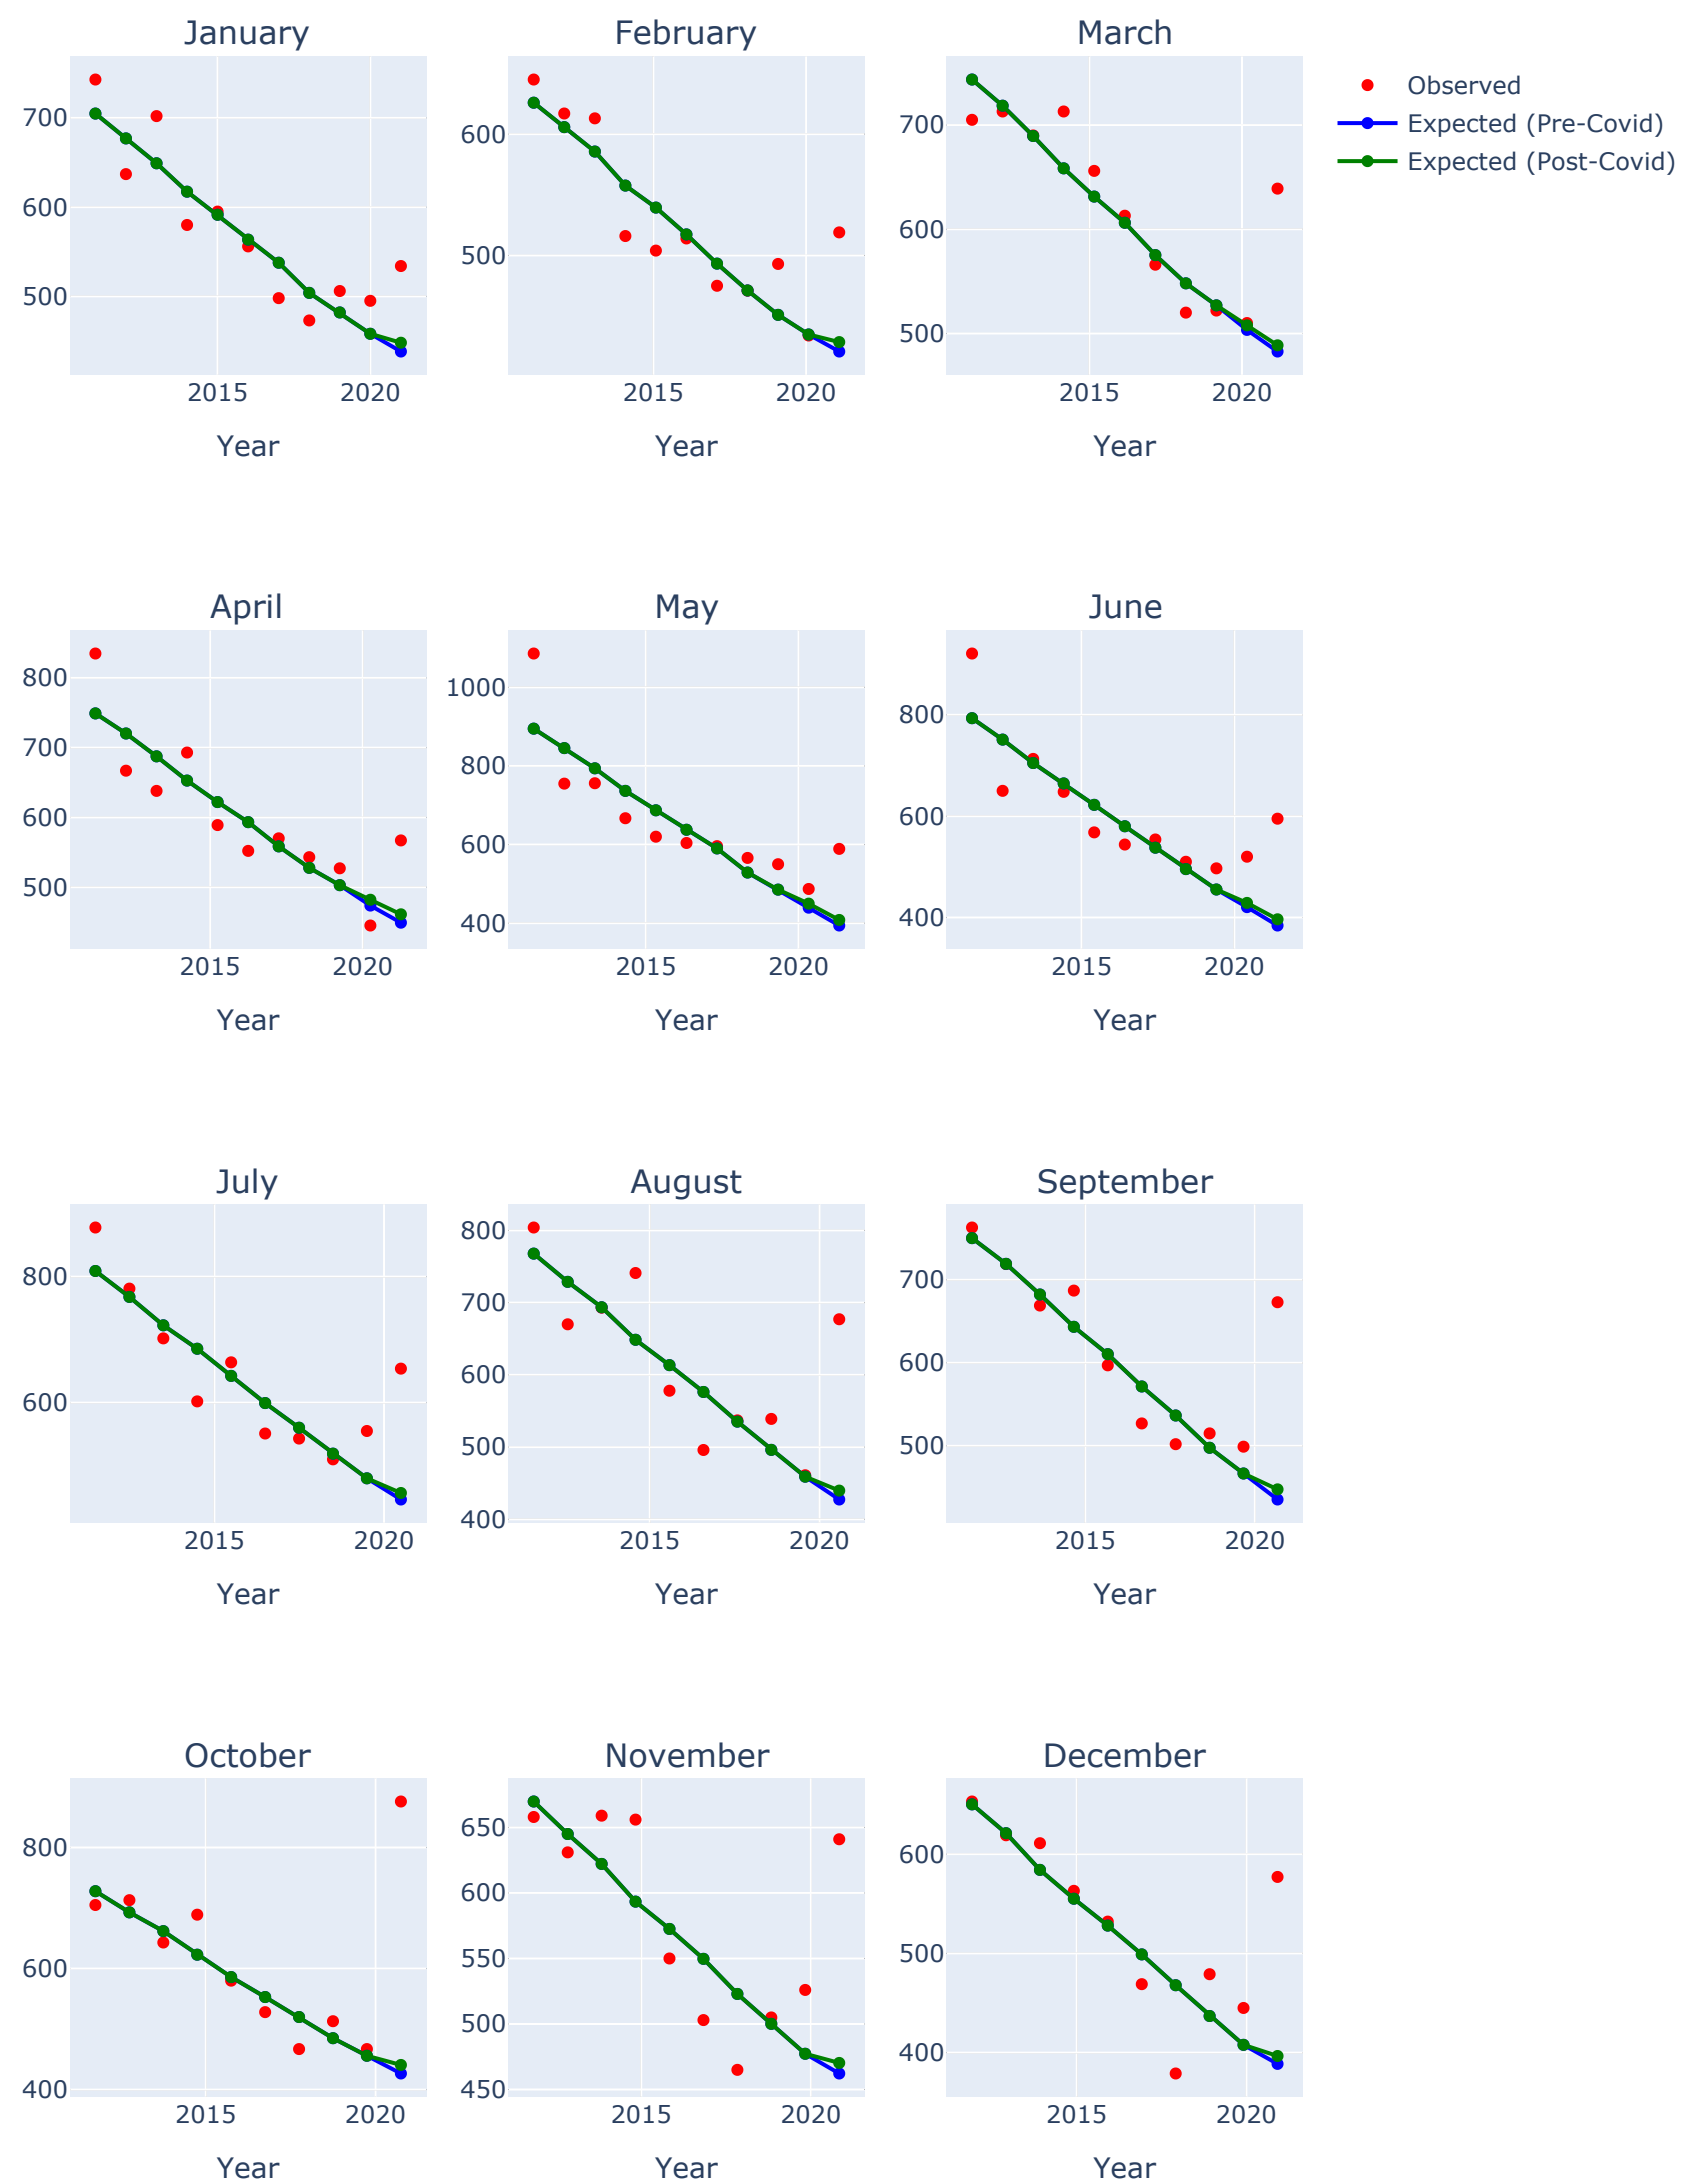 January
February
March
Observed
Expected (Pre-Covid)
Expected (Post-Covid)
700
600
500
2015
2020
Year
600
500
2015
2020
Year
700
600
500
2015
2020
Year
April
May
June
800
700
600
500
2015
2020
Year
1000
800
600
400
2015
2020
Year
800
600
400
2015
2020
Year
July
August
September
800
600
2015
2020
Year
800
700
600
500
400
2015
2020
Year
700
600
500
2015
2020
Year
October
November
December
800
600
400
2015
2020
Year
650
600
550
500
450
2015
2020
Year
600
500
400
2015
2020
Year